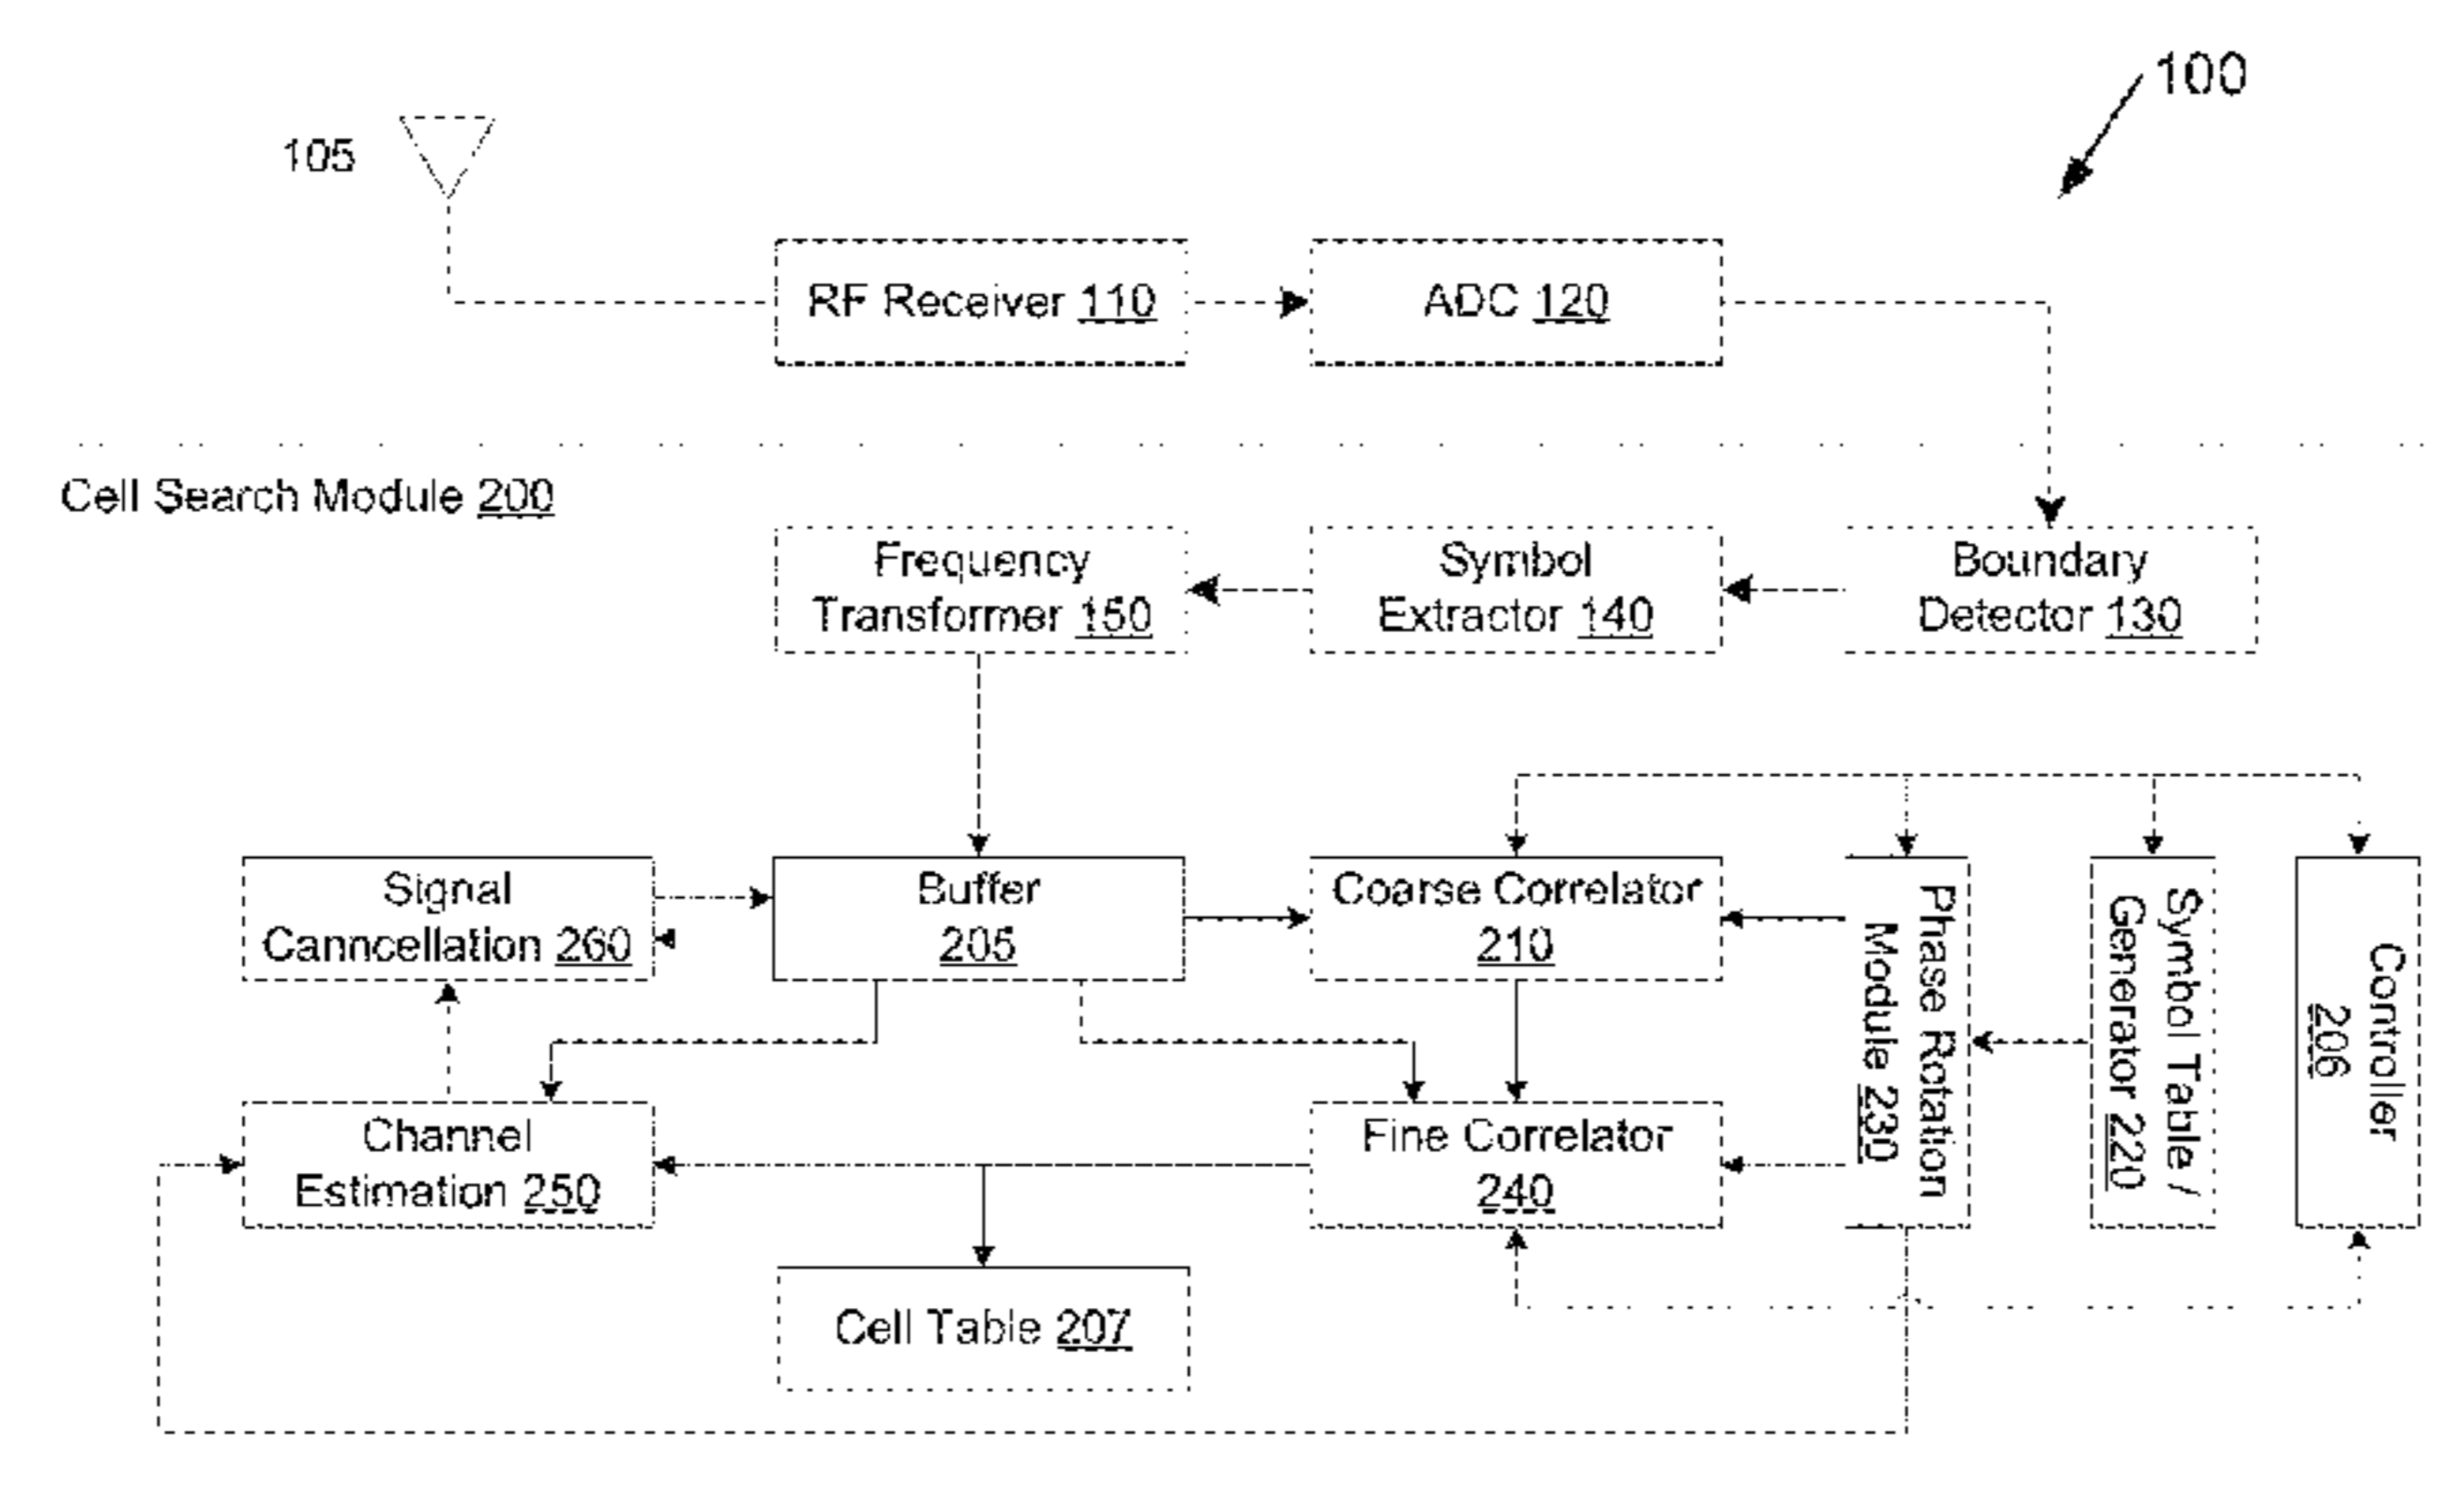 100
105
RF Receiver 110
ADC 120
Cell Search Module 200
Frequency
Transformer 150
Symbol
Extractor 140
Boundary
Detector 130
Signal
Canncellation 260
Buffer
205
Coarse Correlator
210
Phase Rotation
Module 230
Symbol Table /
Generator 220
Controller
206
Channel
Estimation 250
Fine Correlator
240
Cell Table 207